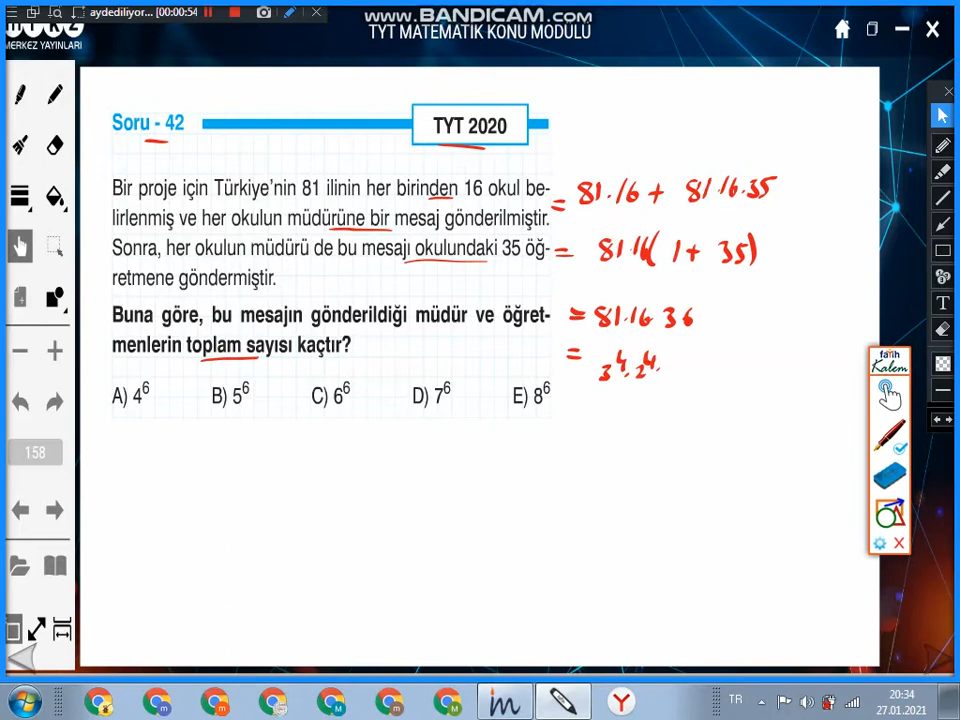 aydediliyor... [00:00:54]
www.BANDICAM.com
MERKEZ YAYINLARI
TYT MATEMATİK KONU MODULÜ
Soru - 42
TYT 2020
Bir proje için Türkiye'nin 81 ilinin her birinden 16 okul be-
lirlenmiş ve her okulun müdürüne bir mesaj gönderilmiştir.
Sonra, her okulun müdürü de bu mesajı okulundaki 35 öğ-
retmene göndermiştir.
Buna göre, bu mesajın gönderildiği müdür ve öğret-
menlerin toplam sayısı kaçtır?
A) 4⁶ B) 5⁶ C) 6⁶ D) 7⁶ E) 8⁶
= 81.16 + 81.16.35
= 81.16( 1 + 35)
= 81.16 36
= 3⁴.2⁴.
T
fatih
Kalem
158
TR
20:34
27.01.2021